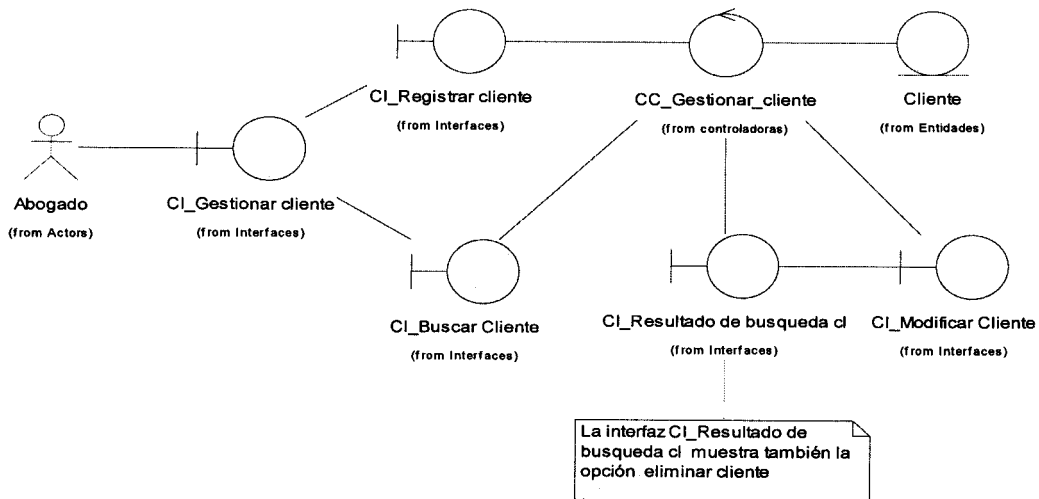 CI_Registrar cliente
(from Interfaces)
CC_Gestionar_cliente
(from controladoras)
Cliente
(from Entidades)
Abogado
(from Actors)
CI_Gestionar cliente
(from Interfaces)
CI_Buscar Cliente
(from Interfaces)
CI_Resultado de busqueda cl
(from Interfaces)
CI_Modificar Cliente
(from Interfaces)
La interfaz CI_Resultado de
busqueda cl muestra también la
opción eliminar cliente